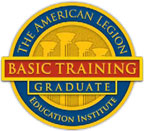 THE AMERICAN LEGION
BASIC TRAINING
GRADUATE
Education Institute